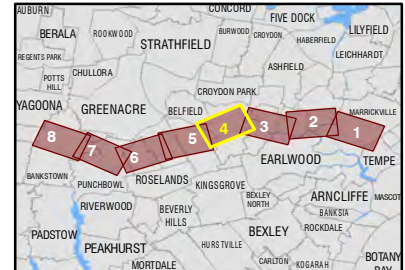 AUBURN
CONCORD
FIVE DOCK
BERALA
ROOKWOOD
BURWOOD
CROYDON
HABERFIELD
LILYFIELD
STRATHFIELD
LEICHHARDT
REGENTS PARK
CHULLORA
ASHFIELD
POTTS
HILL
CROYDON PARK
YAGOONA
GREENACRE
BELFIELD
MARRICKVILLE
8
7
6
5
4
3
2
1
EARLWOOD
TEMPE
BANKSTOWN
PUNCHBOWL
ROSELANDS
KINGSGROVE
RIVERWOOD
BEVERLY
HILLS
BEXLEY
NORTH
ARNCLIFFE
MASCOT
BANKSIA
PADSTOW
ROCKDALE
PEAKHURST
HURSTVILLE
BEXLEY
BOTANY
BAY
MORTDALE
CARLTON
KOGARAH